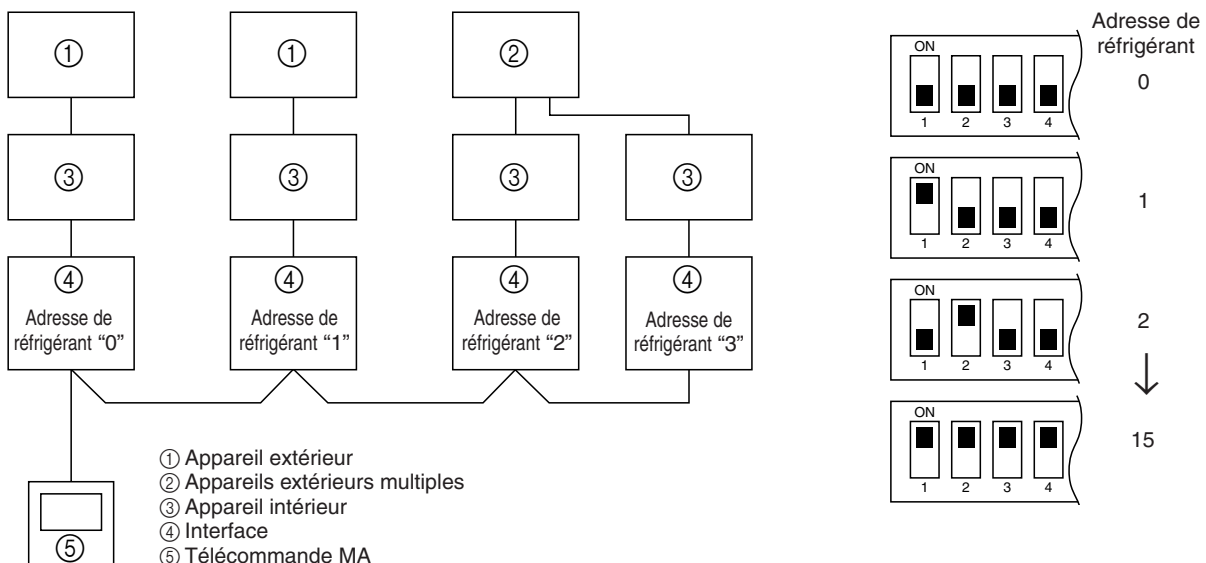 ① ① ②
③ ③ ③ ③
④ ④ ④ ④
Adresse de
réfrigérant “0”
Adresse de
réfrigérant “1”
Adresse de
réfrigérant “2”
Adresse de
réfrigérant “3”
⑤
① Appareil extérieur
② Appareils extérieurs multiples
③ Appareil intérieur
④ Interface
⑤ Télécommande MA
Adresse de
réfrigérant
ON
1 2 3 4
0
ON
1 2 3 4
1
ON
1 2 3 4
2
ON
1 2 3 4
15